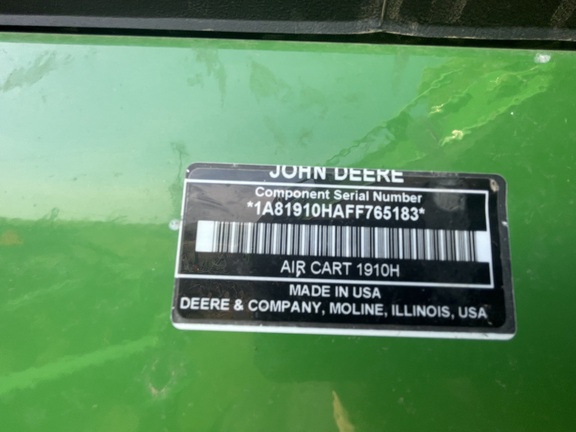 JOHN DEERE
Component Serial Number
*1A81910HAFF765183*
AIR CART 1910H
MADE IN USA
DEERE & COMPANY, MOLINE, ILLINOIS, USA